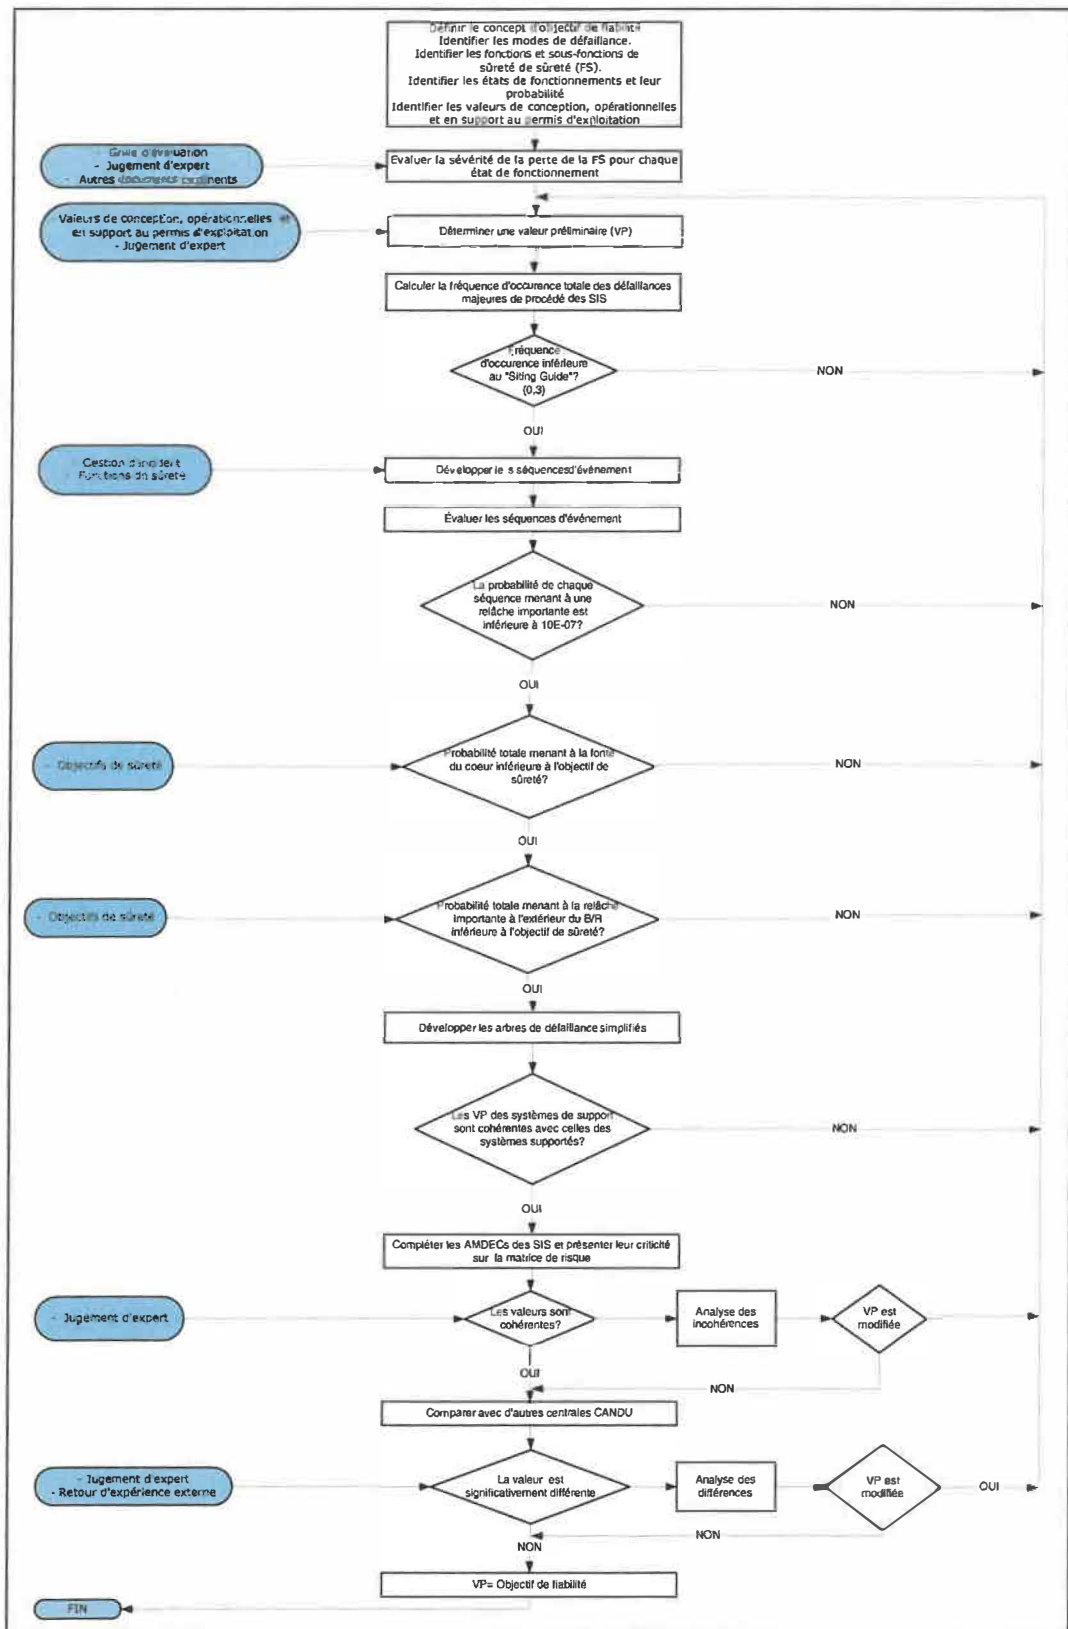 Définir le concept d'objectif de fiabilité
Identifier les modes de défaillance.
Identifier les fonctions et sous-fonctions de
sûreté de sûreté (FS).
Identifier les états de fonctionnements et leur
probabilité
Identifier les valeurs de conception, opérationnelles
et en support au permis d'exploitation
- Grille d'évaluation
- Jugement d'expert
- Autres documents pertinents
Evaluer la sévérité de la perte de la FS pour chaque
état de fonctionnement
- Valeurs de conception, opérationnelles et
en support au permis d'exploitation
- Jugement d'expert
Déterminer une valeur préliminaire (VP)
Calculer la fréquence d'occurence totale des défaillances
majeures de procédé des SIS
Fréquence
d'occurence inférieure
au "Siting Guide"?
(0,3)
NON
OUI
- Gestion d'incident
- Fonctions de sûreté
Développer le s séquencesd'événement
Évaluer les séquences d'événement
La probabilité de chaque
séquence menant à une
relâche importante est
inférieure à 10E-07?
NON
OUI
- Objectifs de sûreté
Probabilité totale menant à la fonte
du coeur inférieure à l'objectif de
sûreté?
NON
OUI
- Objectifs de sûreté
Probabilité totale menant à la relâche
importante à l'extérieur du B/R
inférieure à l'objectif de sûreté?
NON
OUI
Développer les arbres de défaillance simplifiés
Les VP des systèmes de support
sont cohérentes avec celles des
systèmes supportés?
NON
OUI
Compléter les AMDECs des SIS et présenter leur criticité
sur la matrice de risque
- Jugement d'expert
Les valeurs sont
cohérentes?
Analyse des
incohérences
VP est
modifiée
OUI
NON
Comparer avec d'autres centrales CANDU
- Jugement d'expert
- Retour d'expérience externe
La valeur est
significativement différente
Analyse des
différences
VP est
modifiée
OUI
NON
NON
VP= Objectif de fiabilité
FIN